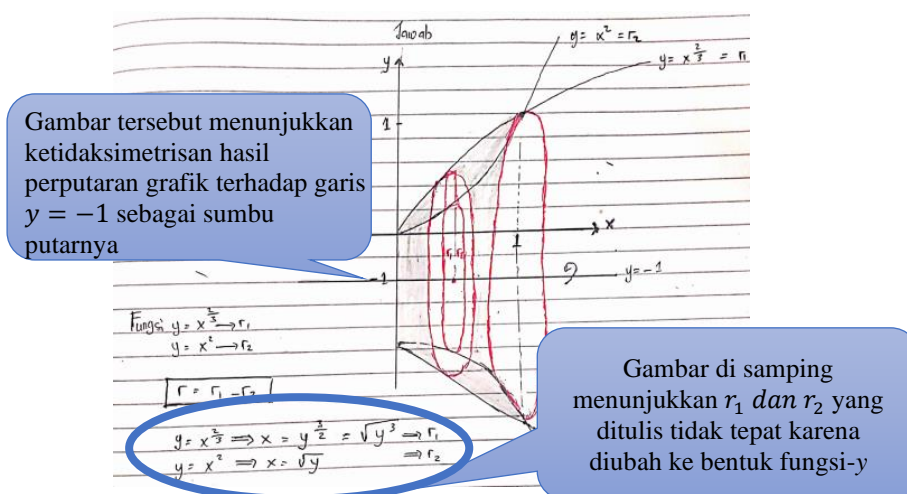 Jawab
y = x² = r₂
y = x^(2/3) = r₁
y
1
Gambar tersebut menunjukkan
ketidaksimetrisan hasil
perputaran grafik terhadap garis
𝑦 = −1 sebagai sumbu
putarnya
x
1
-1
y = -1
Fungsi y = x^(2/3) → r₁
y = x² → r₂
r = r₁ - r₂
y = x^(2/3) ⇒ x = y^(3/2) = √y³ ⇒ r₁
y = x² ⇒ x = √y ⇒ r₂
Gambar di samping
menunjukkan 𝑟₁ 𝑑𝑎𝑛 𝑟₂ yang
ditulis tidak tepat karena
diubah ke bentuk fungsi-𝑦